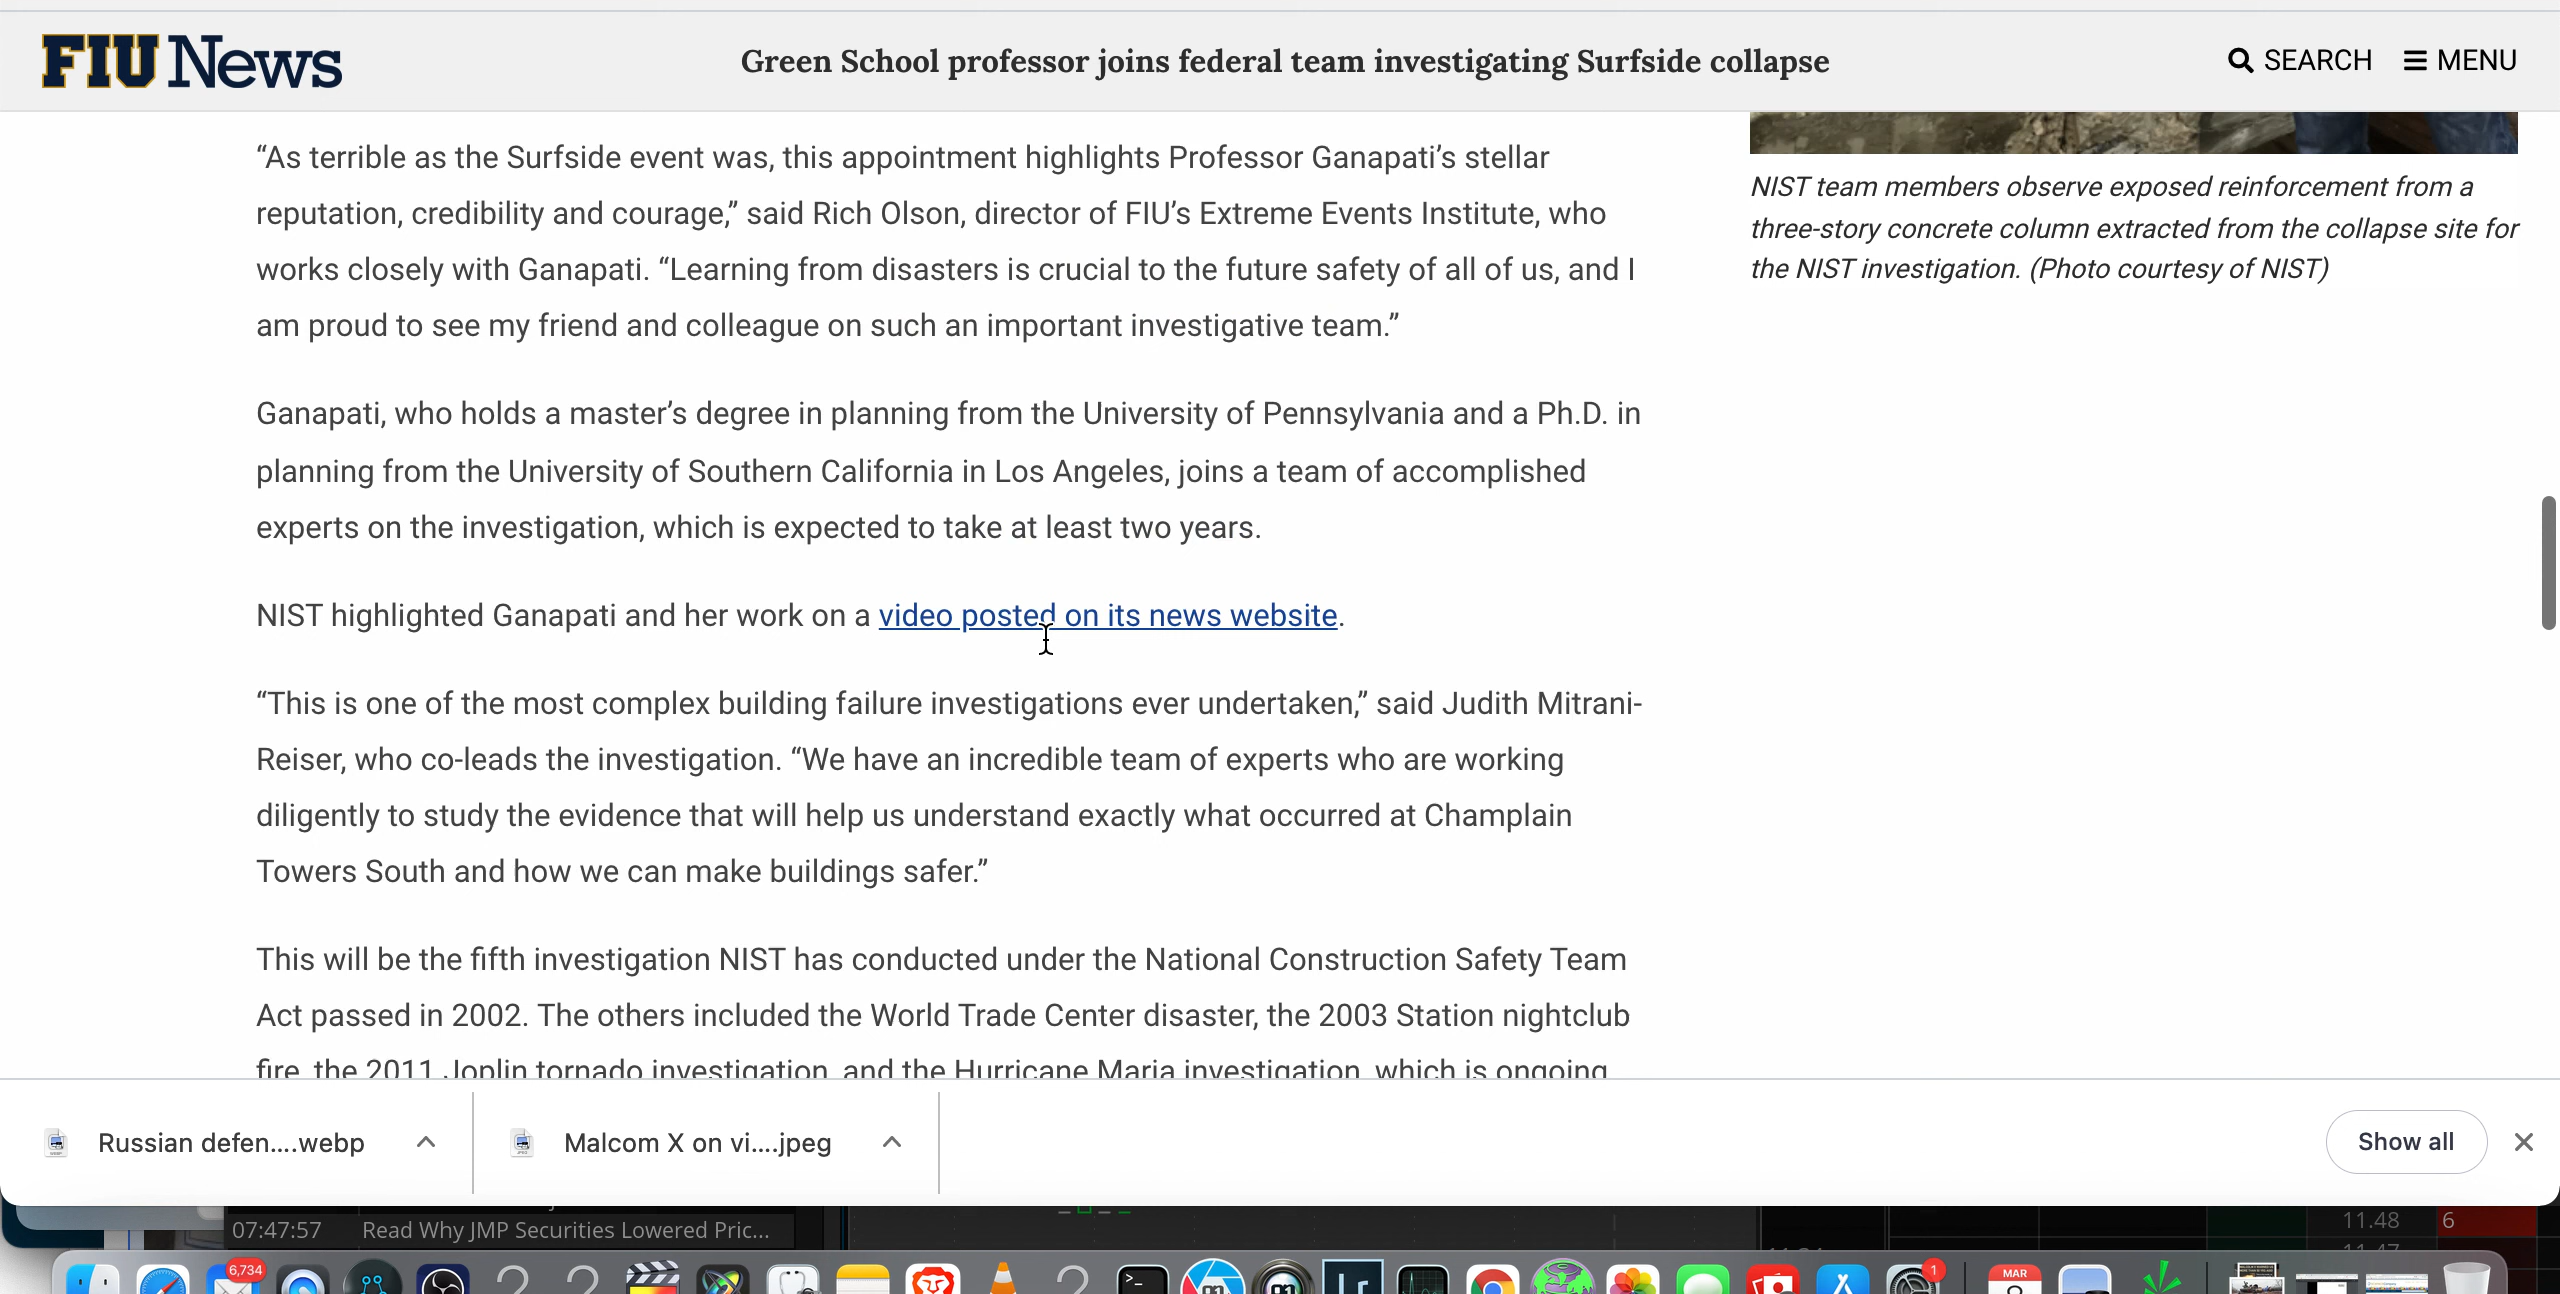 FIU News
Green School professor joins federal team investigating Surfside collapse
SEARCH
MENU
“As terrible as the Surfside event was, this appointment highlights Professor Ganapati’s stellar
reputation, credibility and courage,” said Rich Olson, director of FIU’s Extreme Events Institute, who
works closely with Ganapati. “Learning from disasters is crucial to the future safety of all of us, and I
am proud to see my friend and colleague on such an important investigative team.”
Ganapati, who holds a master’s degree in planning from the University of Pennsylvania and a Ph.D. in
planning from the University of Southern California in Los Angeles, joins a team of accomplished
experts on the investigation, which is expected to take at least two years.
NIST highlighted Ganapati and her work on a video posted on its news website.
“This is one of the most complex building failure investigations ever undertaken,” said Judith Mitrani-
Reiser, who co-leads the investigation. “We have an incredible team of experts who are working
diligently to study the evidence that will help us understand exactly what occurred at Champlain
Towers South and how we can make buildings safer.”
This will be the fifth investigation NIST has conducted under the National Construction Safety Team
Act passed in 2002. The others included the World Trade Center disaster, the 2003 Station nightclub
fire, the 2011 Joplin tornado investigation, and the Hurricane Maria investigation, which is ongoing
NIST team members observe exposed reinforcement from a
three-story concrete column extracted from the collapse site for
the NIST investigation. (Photo courtesy of NIST)
Russian defen....webp
Malcom X on vi....jpeg
Show all
07:47:57 Read Why JMP Securities Lowered Pric...
11.48 6
6,734
Lr
1
MAR